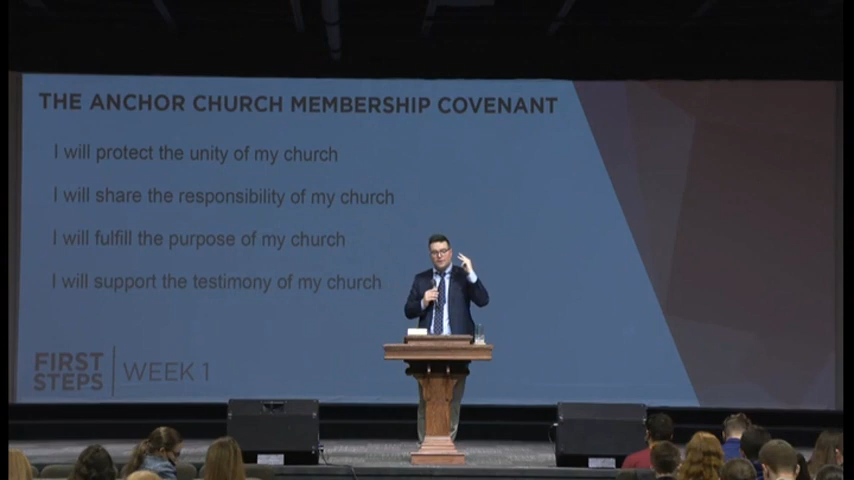 THE ANCHOR CHURCH MEMBERSHIP COVENANT
I will protect the unity of my church
I will share the responsibility of my church
I will fulfill the purpose of my church
I will support the testimony of my church
FIRST
STEPS
WEEK 1